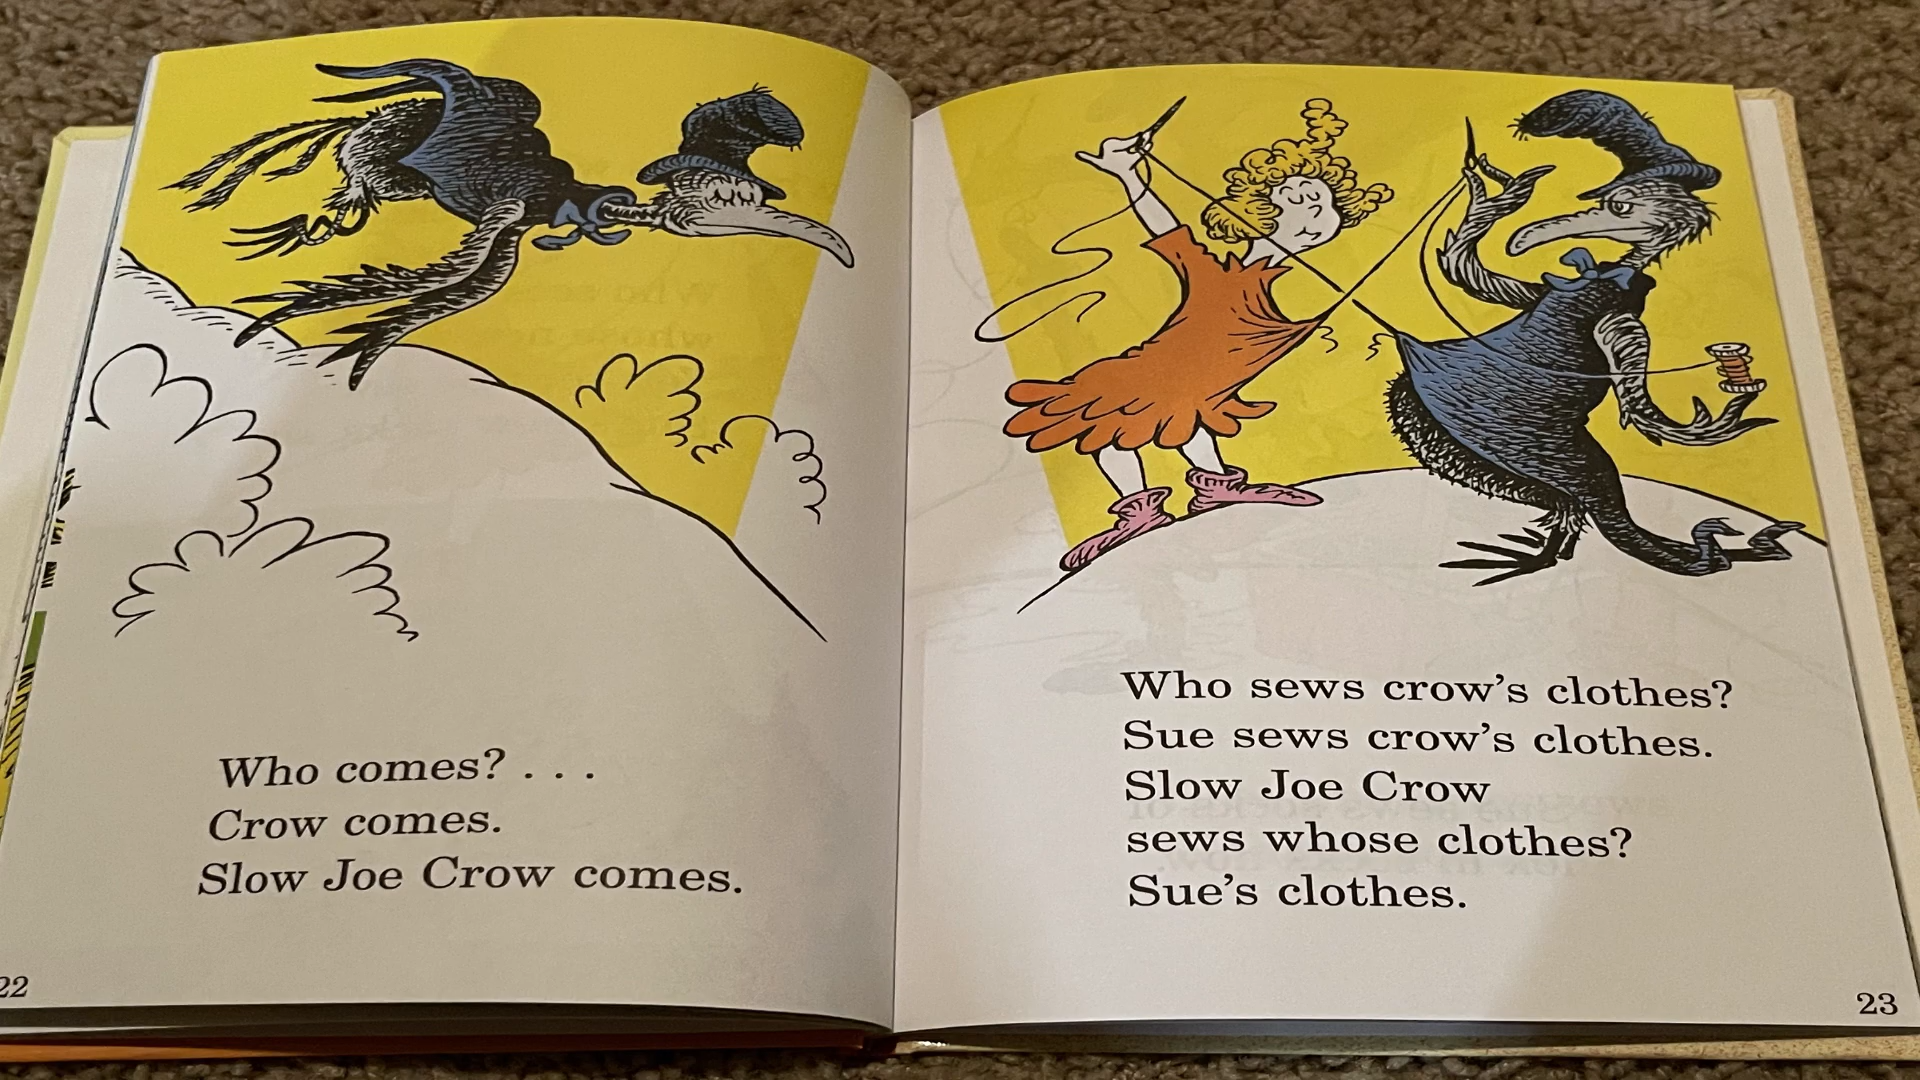 Who comes? . . .
Crow comes.
Slow Joe Crow comes.
22
Who sews crow's clothes?
Sue sews crow's clothes.
Slow Joe Crow
sews whose clothes?
Sue's clothes.
23